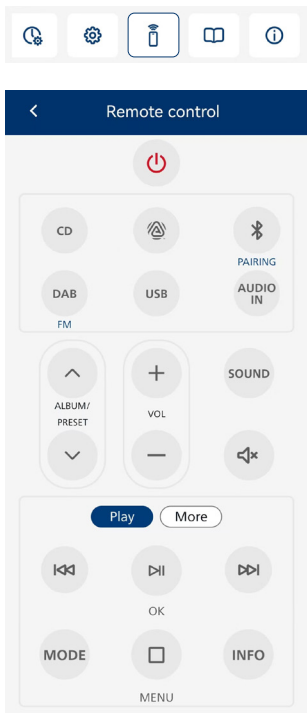 Remote control
CD
PAIRING
DAB
USB
AUDIO
IN
FM
SOUND
ALBUM/
PRESET
VOL
Play
More
OK
MODE
INFO
MENU